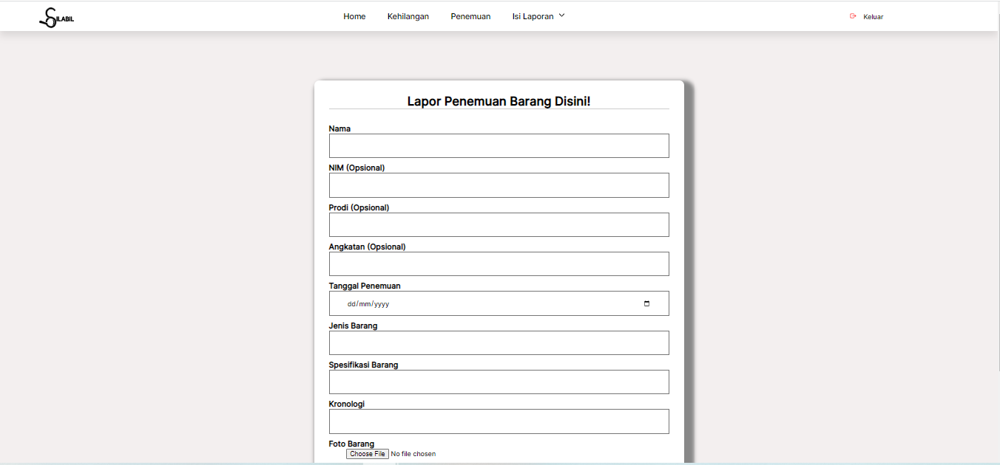 SILABIL
Home Kehilangan Penemuan Isi Laporan Keluar
Lapor Penemuan Barang Disini!
Nama
NIM (Opsional)
Prodi (Opsional)
Angkatan (Opsional)
Tanggal Penemuan
dd/mm/yyyy
Jenis Barang
Spesifikasi Barang
Kronologi
Foto Barang
Choose File No file chosen